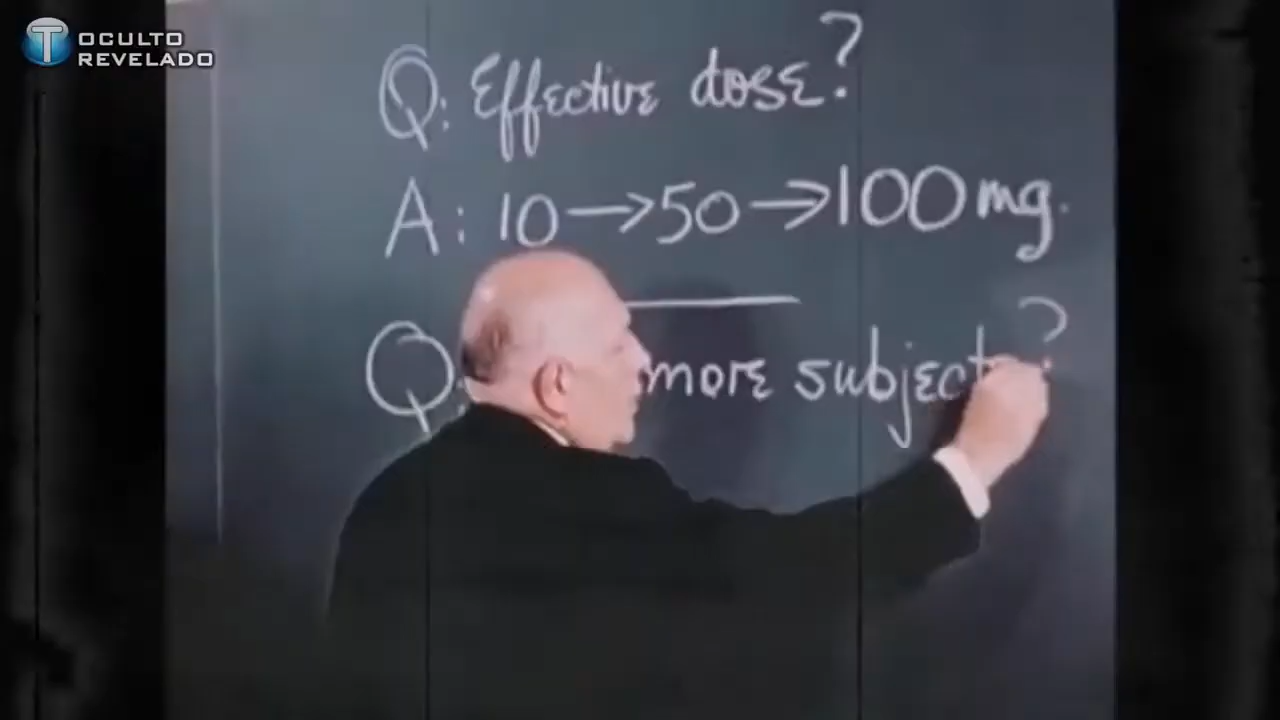 OCULTO
REVELADO
Q: Effective dose?
A: 10→50→100 mg.
Q more subject ?